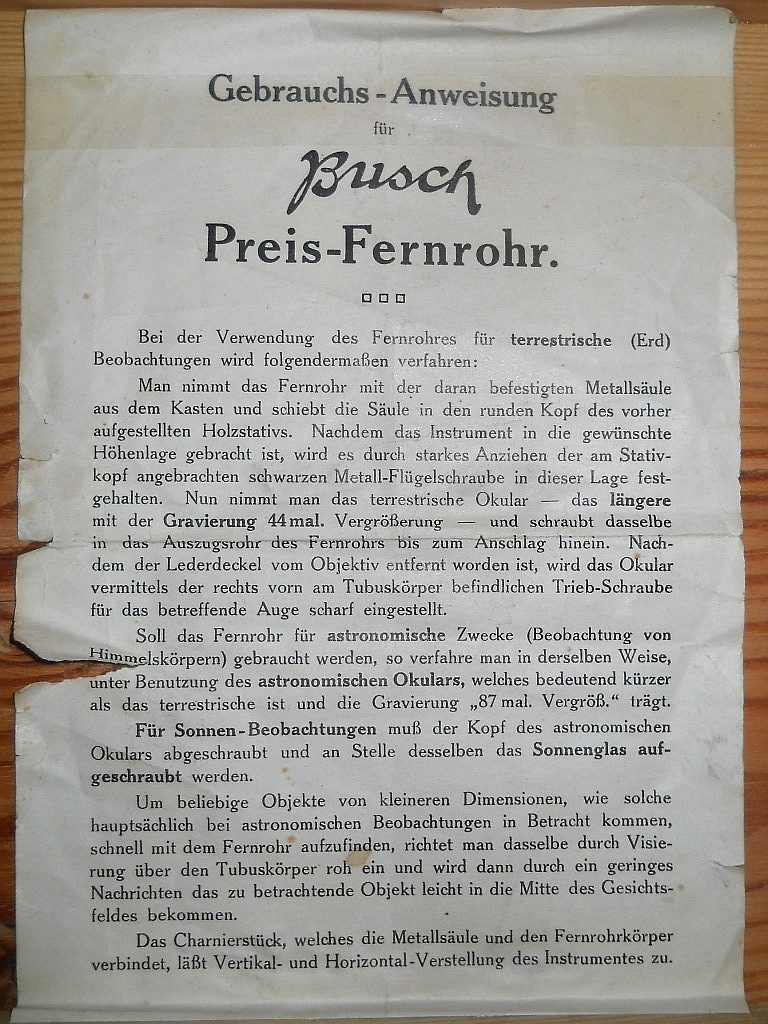 Gebrauchs-Anweisung
für
Busch
Preis-Fernrohr.
Bei der Verwendung des Fernrohres für terrestrische (Erd)
Beobachtungen wird folgendermaßen verfahren:
Man nimmt das Fernrohr mit der daran befestigten Metallsäule
aus dem Kasten und schiebt die Säule in den runden Kopf des vorher
aufgestellten Holzstativs. Nachdem das Instrument in die gewünschte
Höhenlage gebracht ist, wird es durch starkes Anziehen der am Stativ-
kopf angebrachten schwarzen Metall-Flügelschraube in dieser Lage fest-
gehalten. Nun nimmt man das terrestrische Okular — das längere
mit der Gravierung 44mal. Vergrößerung — und schraubt dasselbe
in das Auszugsrohr des Fernrohrs bis zum Anschlag hinein. Nach-
dem der Lederdeckel vom Objektiv entfernt worden ist, wird das Okular
vermittels der rechts vorn am Tubuskörper befindlichen Trieb-Schraube
für das betreffende Auge scharf eingestellt.
Soll das Fernrohr für astronomische Zwecke (Beobachtung von
Himmelskörpern) gebraucht werden, so verfahre man in derselben Weise,
unter Benutzung des astronomischen Okulars, welches bedeutend kürzer
als das terrestrische ist und die Gravierung „87 mal. Vergröß.“ trägt.
Für Sonnen-Beobachtungen muß der Kopf des astronomischen
Okulars abgeschraubt und an Stelle desselben das Sonnenglas auf-
geschraubt werden.
Um beliebige Objekte von kleineren Dimensionen, wie solche
hauptsächlich bei astronomischen Beobachtungen in Betracht kommen,
schnell mit dem Fernrohr aufzufinden, richtet man dasselbe durch Visie-
rung über den Tubuskörper roh ein und wird dann durch ein geringes
Nachrichten das zu betrachtende Objekt leicht in die Mitte des Gesichts-
feldes bekommen.
Das Charnierstück, welches die Metallsäule und den Fernrohrkörper
verbindet, läßt Vertikal- und Horizontal-Verstellung des Instrumentes zu.